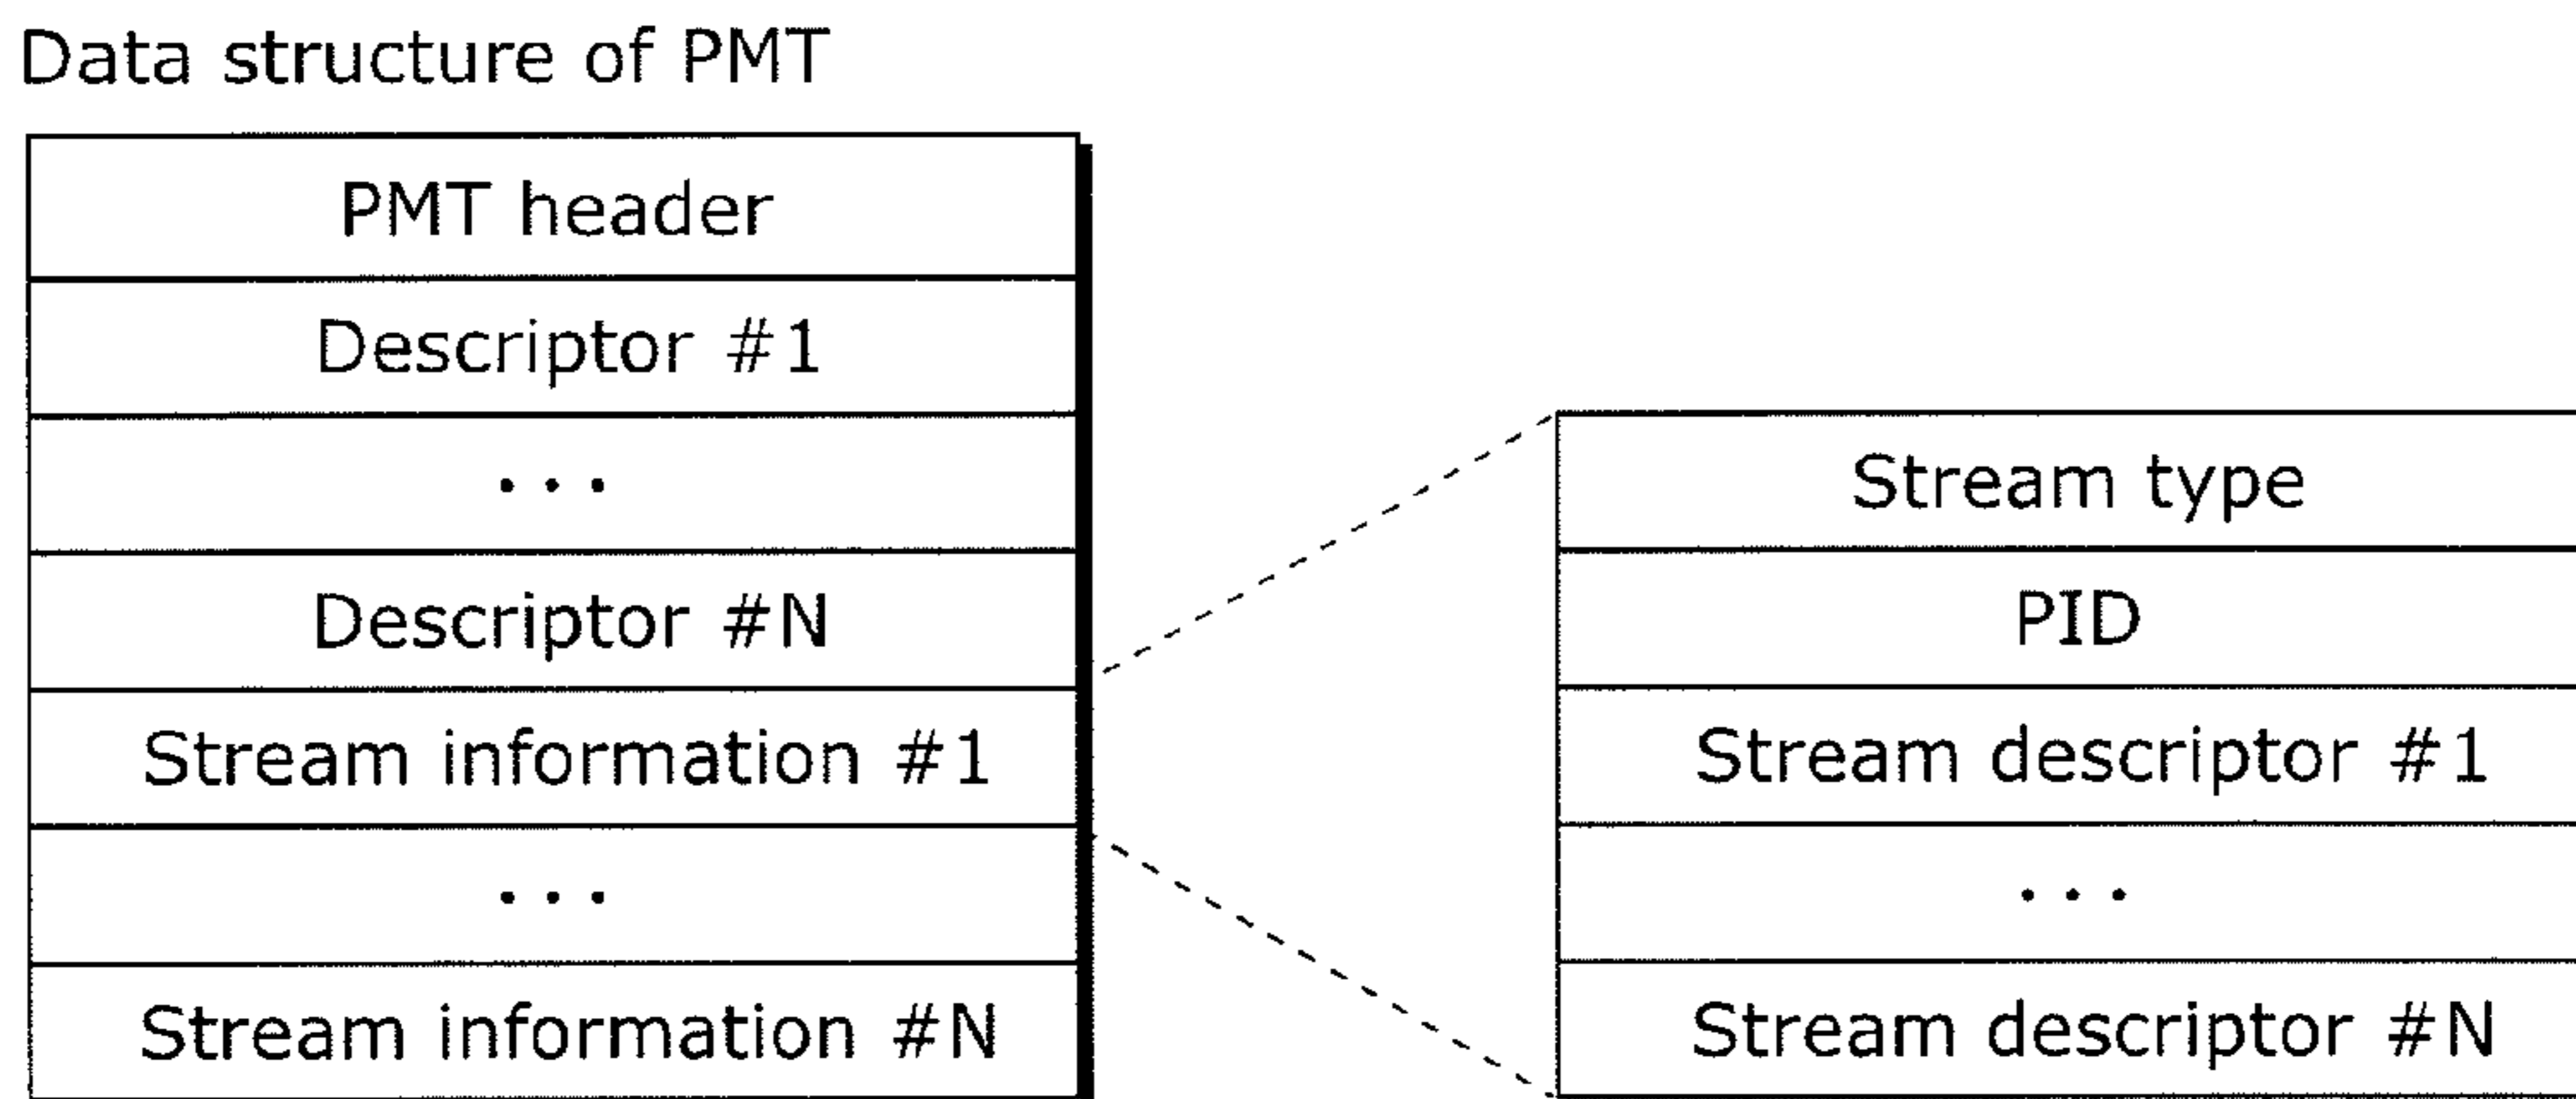 Data structure of PMT
PMT header
Descriptor #1
...
Descriptor #N
Stream information #1
...
Stream information #N
Stream type
PID
Stream descriptor #1
...
Stream descriptor #N